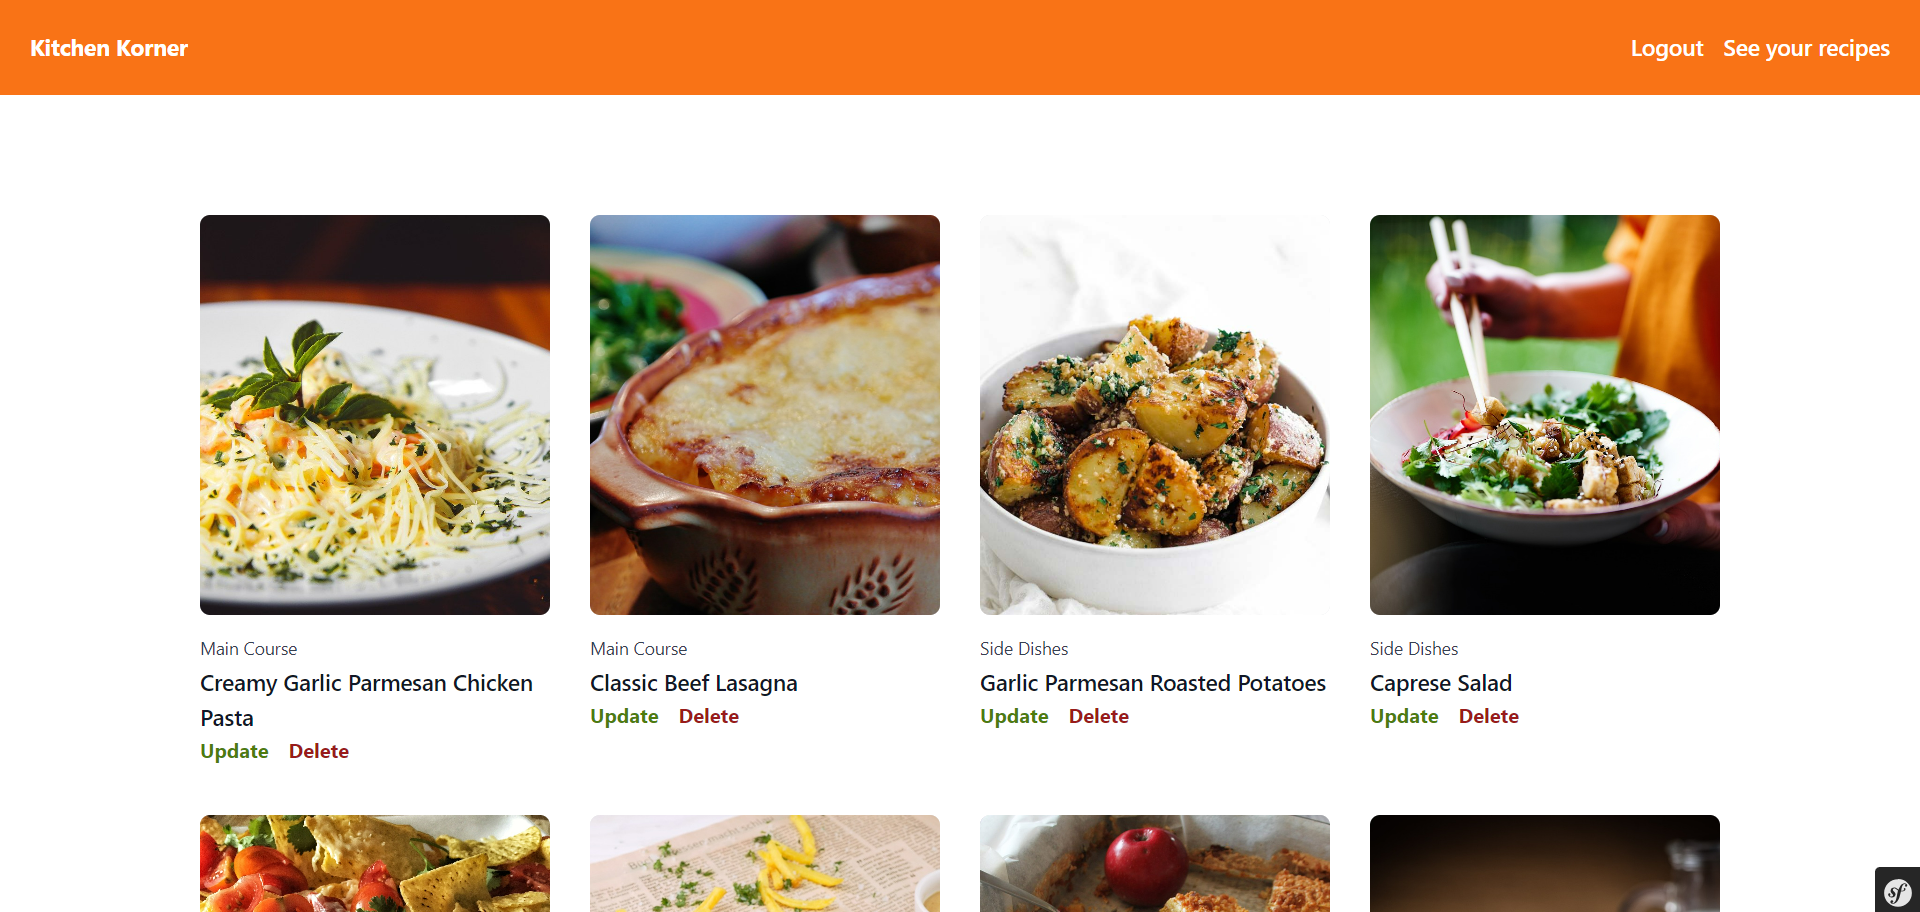 Kitchen Korner
Logout See your recipes
Main Course
Creamy Garlic Parmesan Chicken
Pasta
Update Delete
Main Course
Classic Beef Lasagna
Update Delete
Side Dishes
Garlic Parmesan Roasted Potatoes
Update Delete
Side Dishes
Caprese Salad
Update Delete
sf